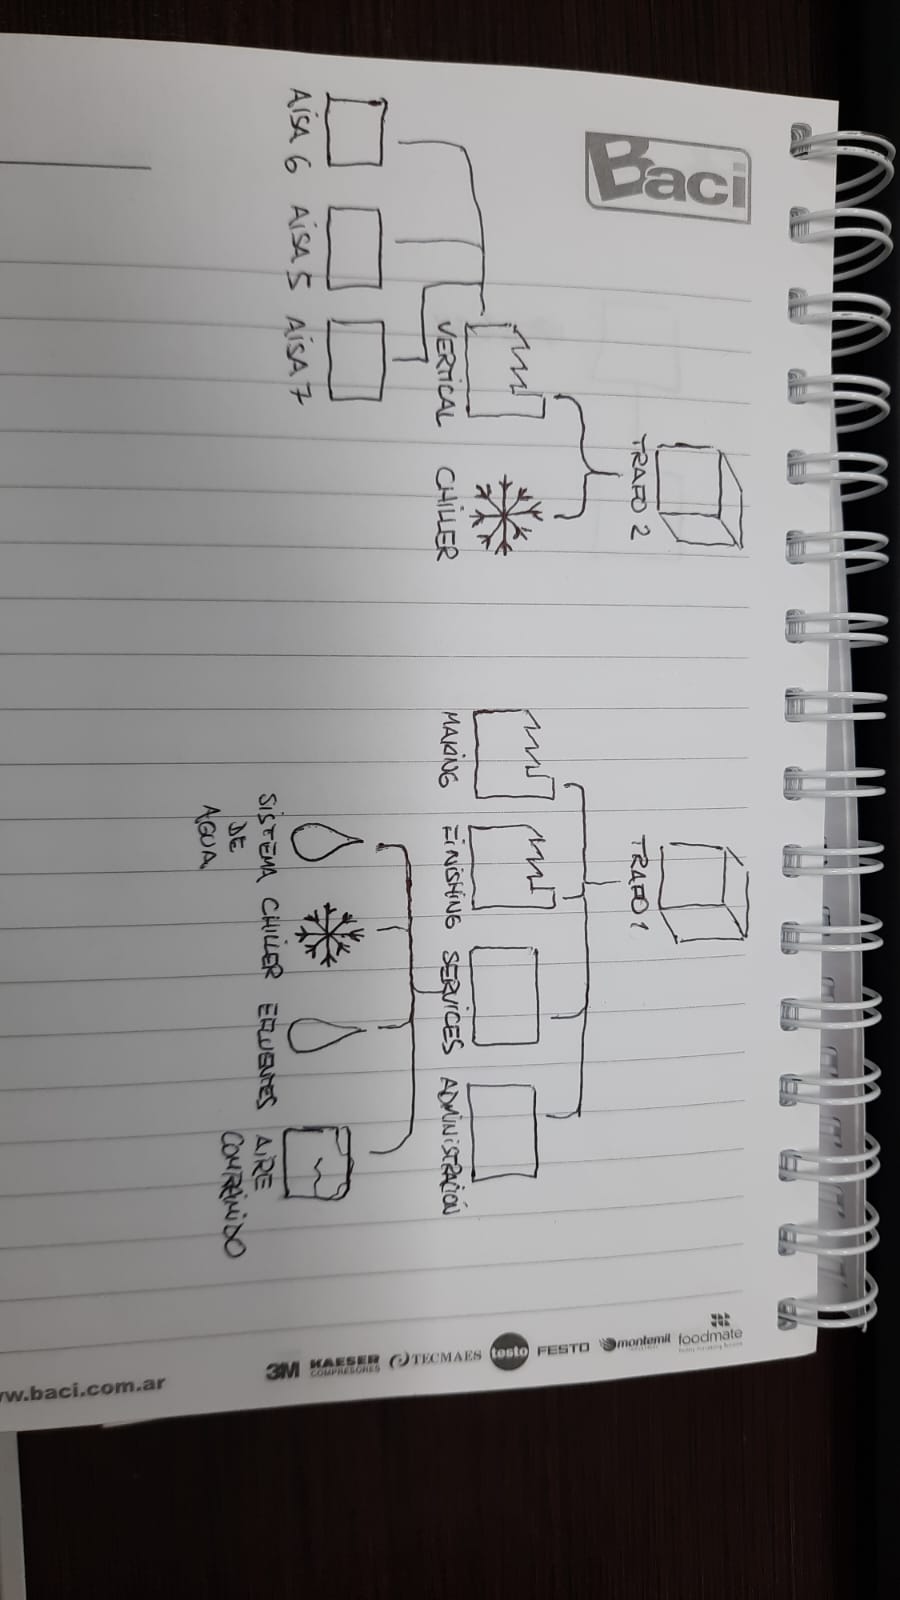 Baci
TRAFO 2
TRAFO 1
VERTICAL
CHILLER
MAKING
FINISHING
SERVICES
ADMINISTRACIÓN
AISA 6
AISA 5
AISA 7
SISTEMA
DE
AGUA
CHILLER
EFLUENTES
AIRE
COMPRIMIDO
foodmate
montemil
FESTO
testo
TECMAES
KAESER
COMPRESORES
3M
ww.baci.com.ar